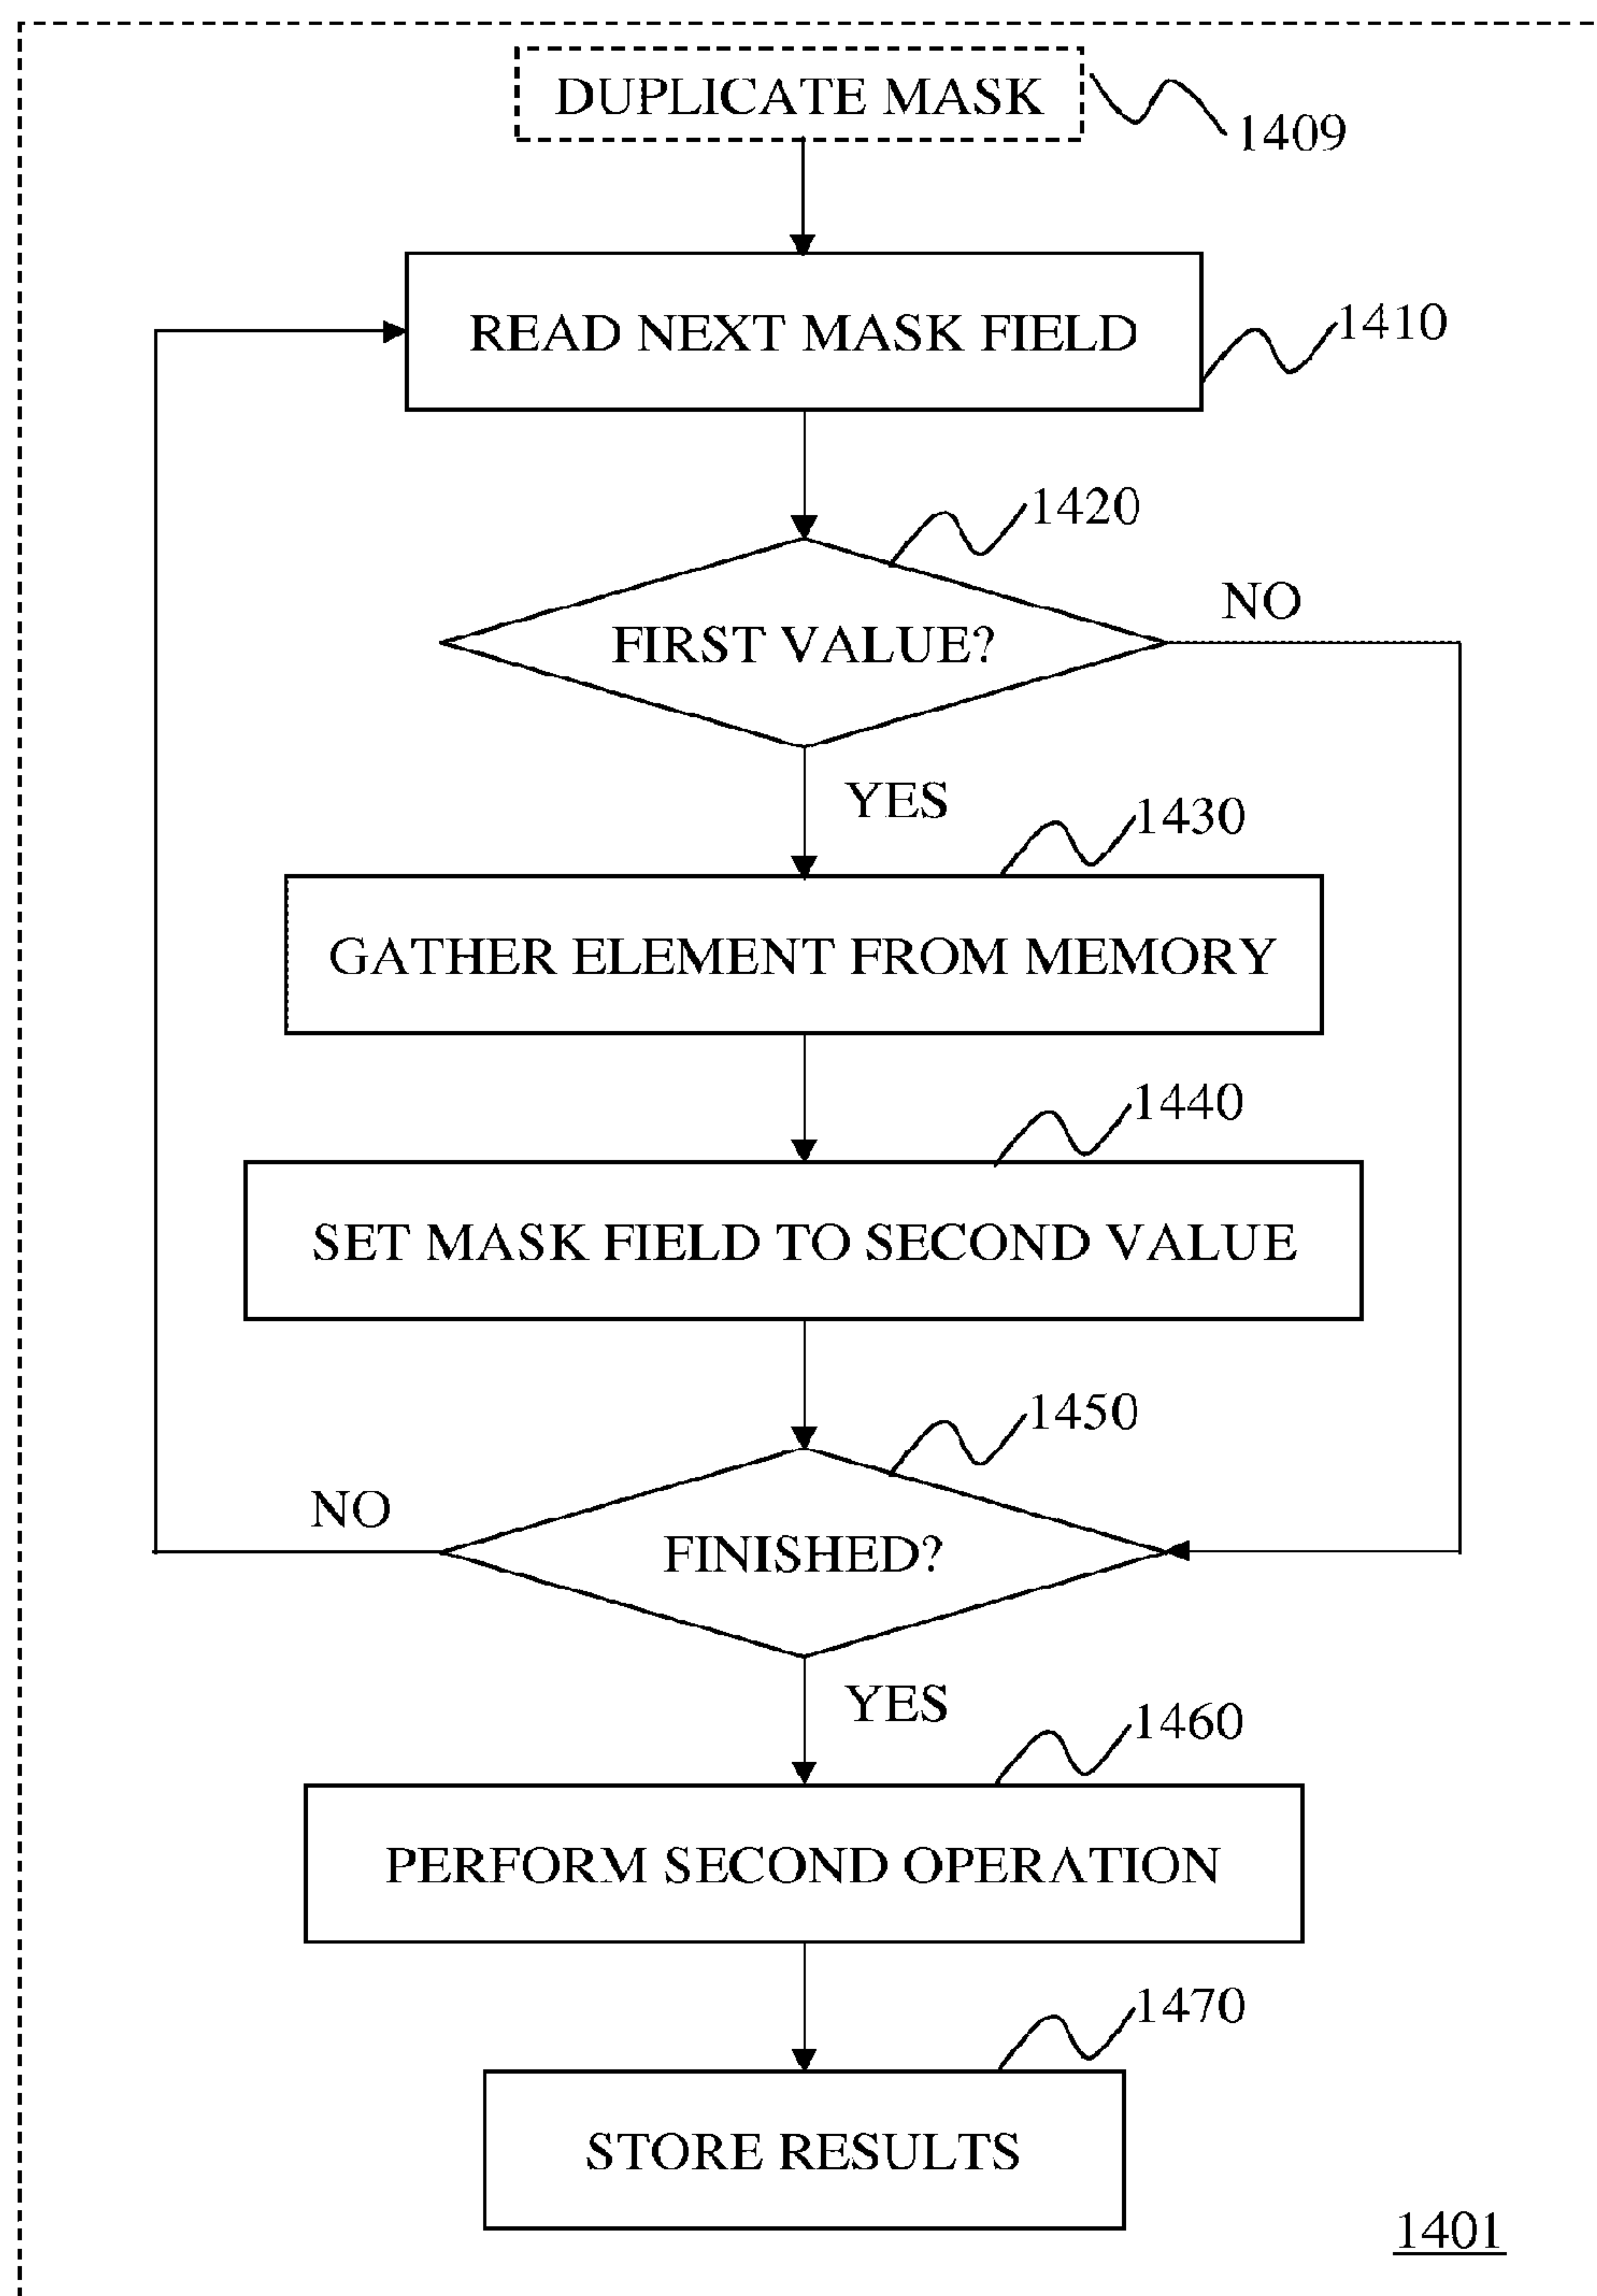 DUPLICATE MASK
1409
READ NEXT MASK FIELD
1410
1420
FIRST VALUE?
NO
YES
1430
GATHER ELEMENT FROM MEMORY
1440
SET MASK FIELD TO SECOND VALUE
1450
FINISHED?
NO
YES
1460
PERFORM SECOND OPERATION
1470
STORE RESULTS
1401